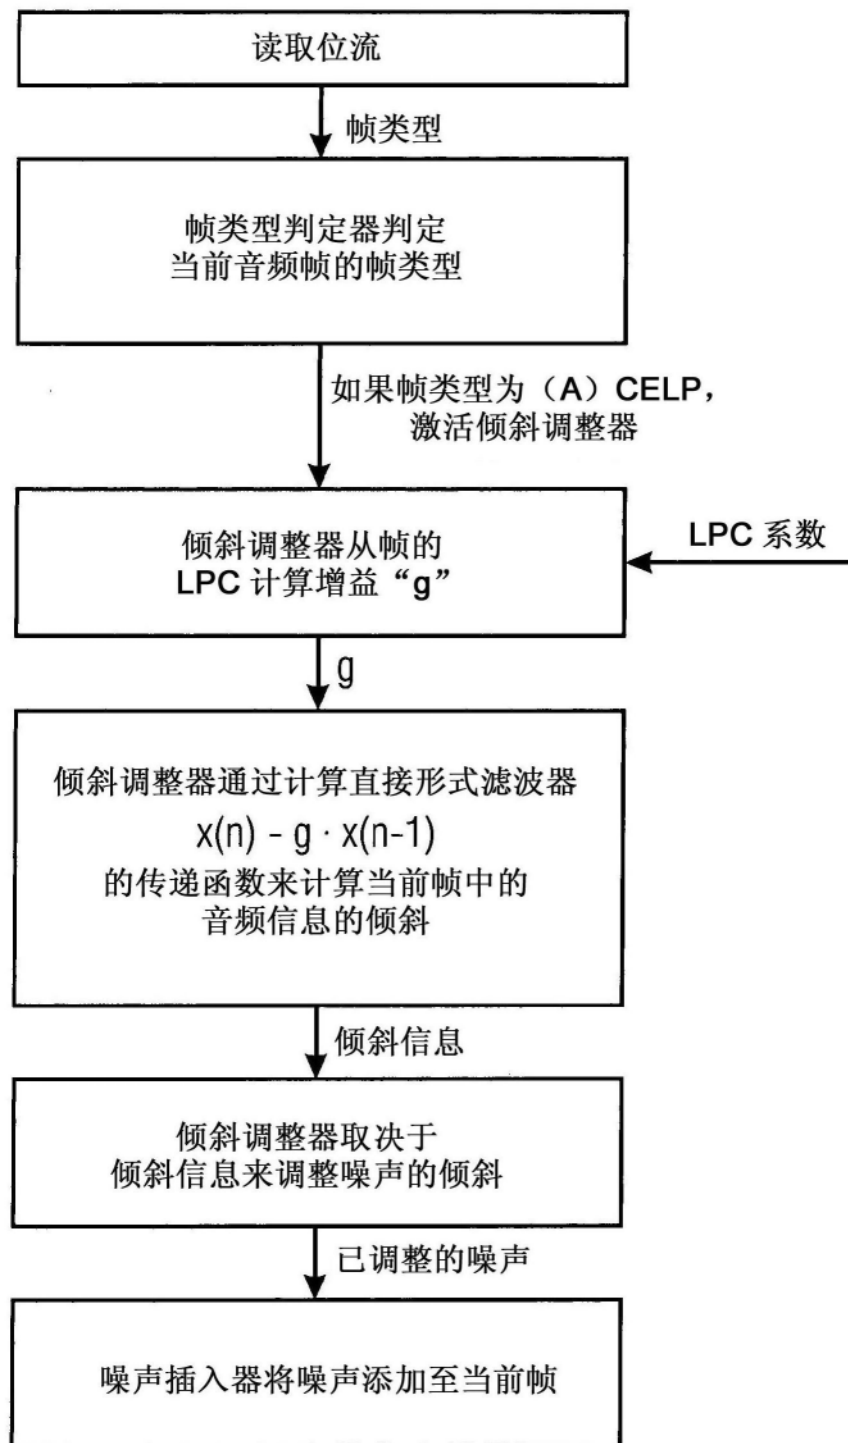 读取位流
帧类型
帧类型判定器判定
当前音频帧的帧类型
如果帧类型为（A）CELP，
激活倾斜调整器
倾斜调整器从帧的
LPC 计算增益“g”
LPC 系数
g
倾斜调整器通过计算直接形式滤波器
x(n) - g · x(n-1)
的传递函数来计算当前帧中的
音频信息的倾斜
倾斜信息
倾斜调整器取决于
倾斜信息来调整噪声的倾斜
已调整的噪声
噪声插入器将噪声添加至当前帧